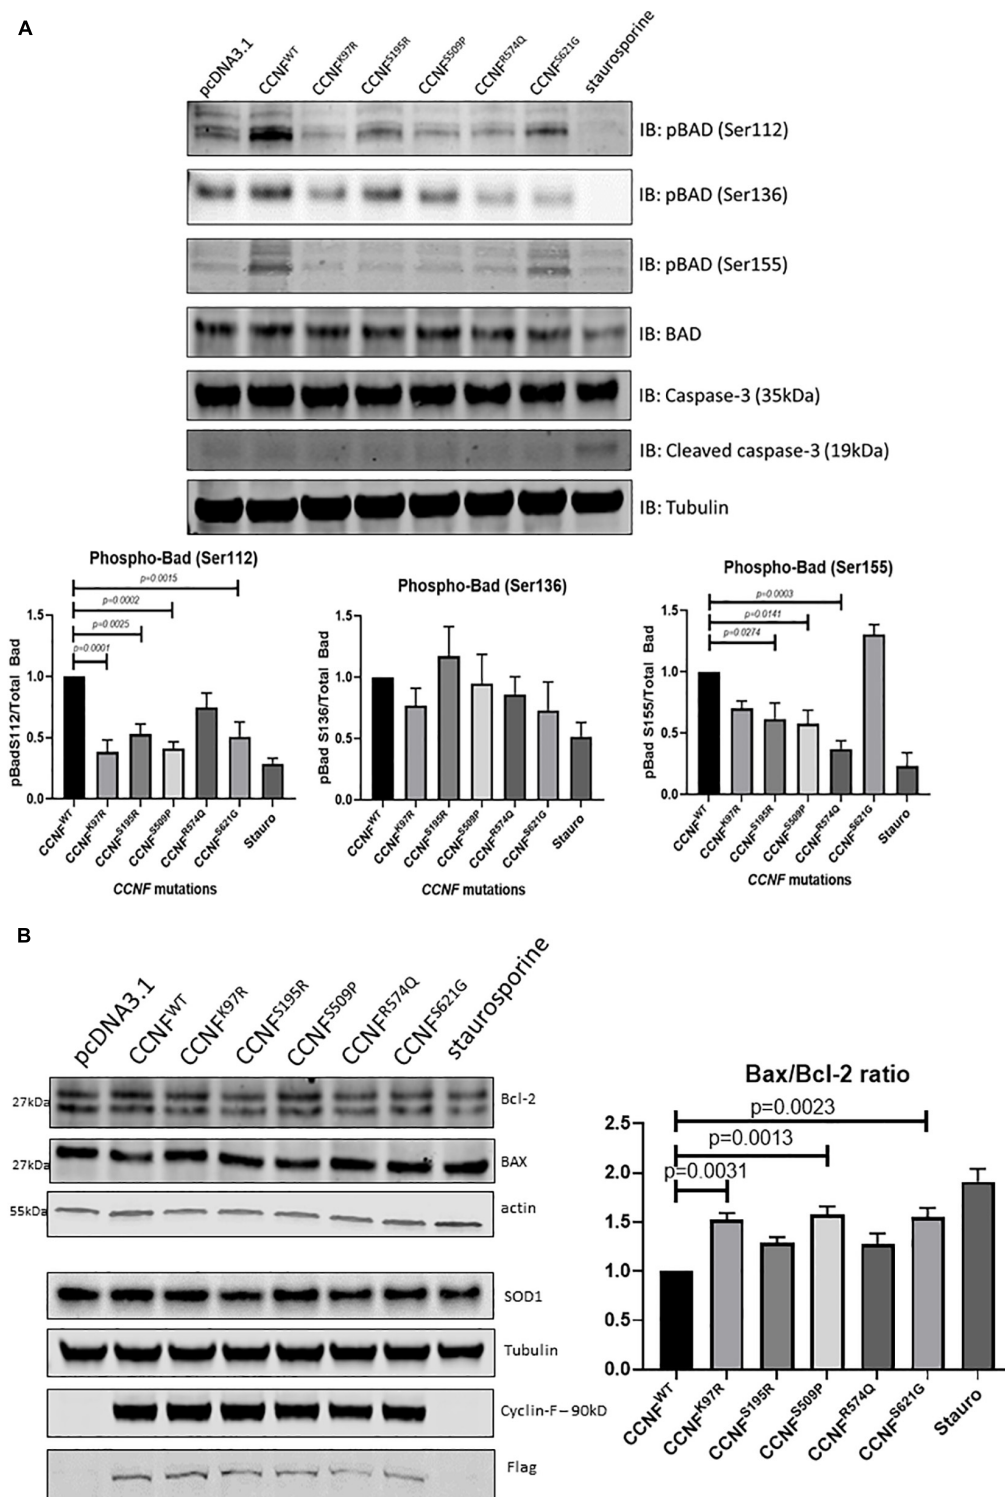 A
pcDNA3.1 CCNF^WT CCNF^K97R CCNF^S195R CCNF^S509P CCNF^R574Q CCNF^S621G staurosporine
IB: pBAD (Ser112)
IB: pBAD (Ser136)
IB: pBAD (Ser155)
IB: BAD
IB: Caspase-3 (35kDa)
IB: Cleaved caspase-3 (19kDa)
IB: Tubulin
Phospho-Bad (Ser112)
p=0.0015
p=0.0002
p=0.0025
p=0.0001
1.5
1.0
0.5
0.0
pBadS112/Total Bad
CCNF^WT CCNF^K97R CCNF^S195R CCNF^S509P CCNF^R574Q CCNF^S621G Stauro
CCNF mutations
Phospho-Bad (Ser136)
1.5
1.0
0.5
0.0
pBad S136/Total Bad
CCNF^WT CCNF^K97R CCNF^S195R CCNF^S509P CCNF^R574Q CCNF^S621G Stauro
CCNF mutations
Phospho-Bad (Ser155)
p=0.0003
p=0.0141
p=0.0274
1.5
1.0
0.5
0.0
pBad S155/Total Bad
CCNF^WT CCNF^K97R CCNF^S195R CCNF^S509P CCNF^R574Q CCNF^S621G Stauro
CCNF mutations
B
pcDNA3.1 CCNF^WT CCNF^K97R CCNF^S195R CCNF^S509P CCNF^R574Q CCNF^S621G staurosporine
27kDa Bcl-2
27kDa BAX
55kDa actin
SOD1
Tubulin
Cyclin-F–90kD
Flag
Bax/Bcl-2 ratio
p=0.0023
p=0.0013
p=0.0031
2.5
2.0
1.5
1.0
0.5
0.0
CCNF^WT CCNF^K97R CCNF^S195R CCNF^S509P CCNF^R574Q CCNF^S621G Stauro